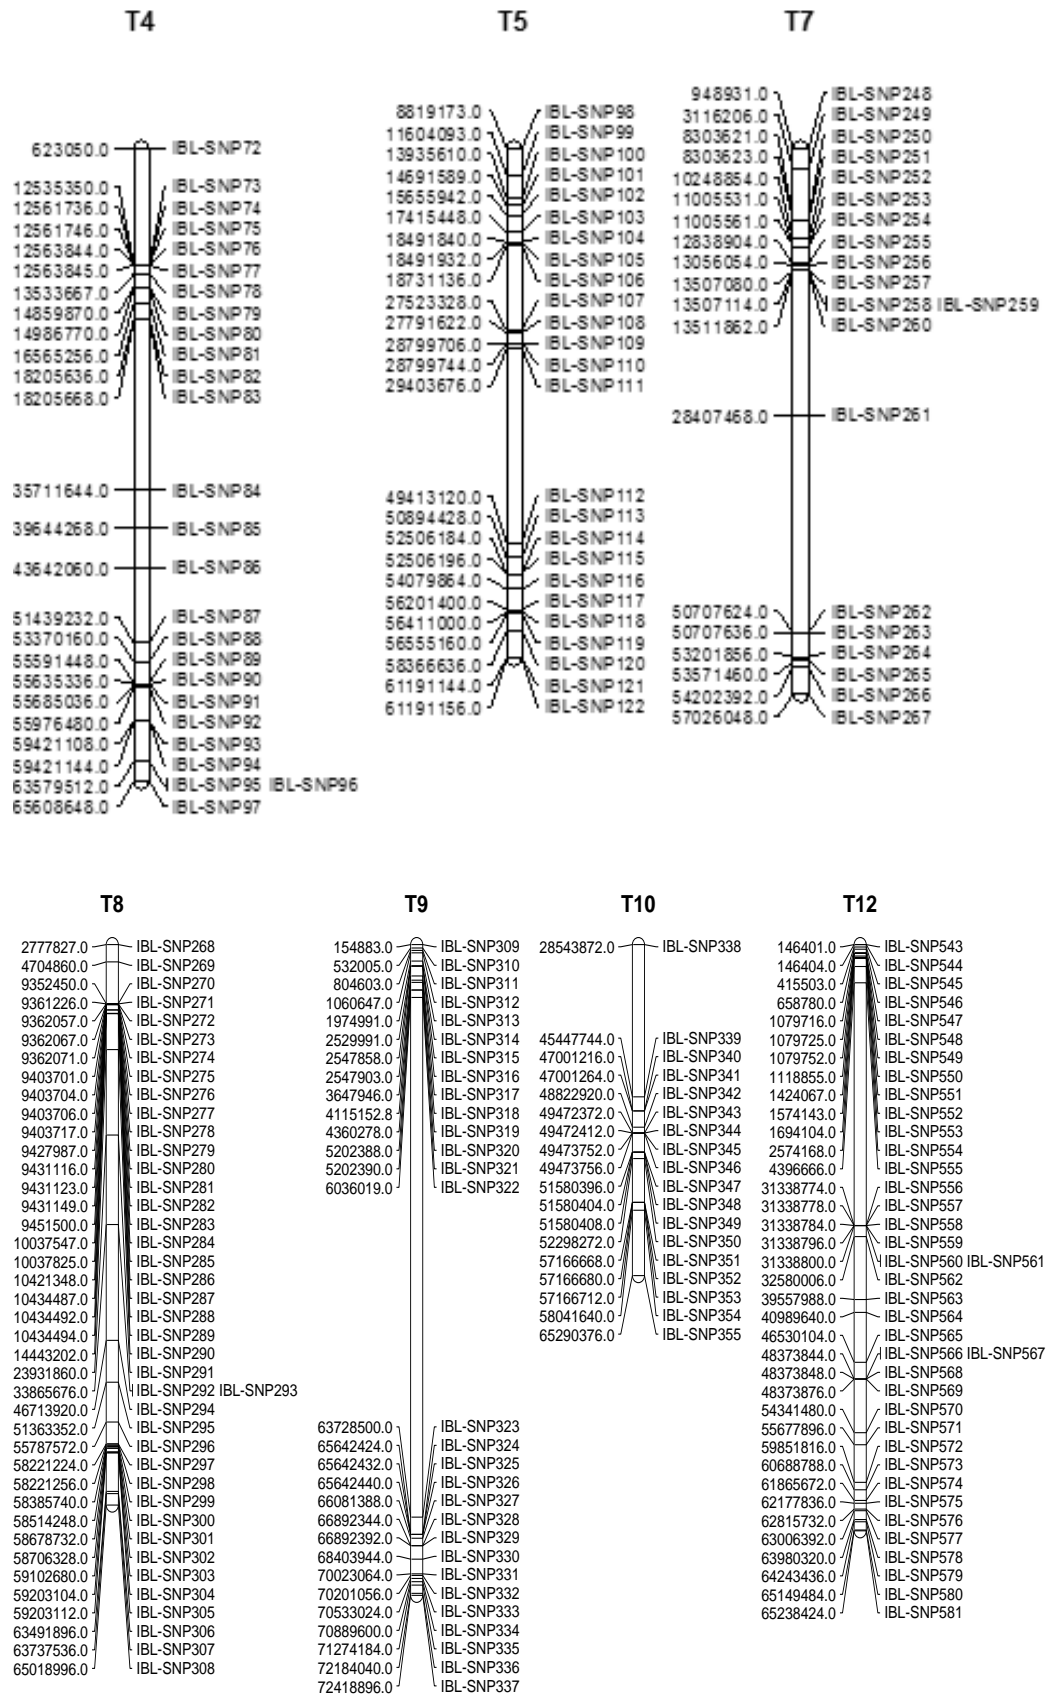 T4
623050.0 IBL-SNP72
12535350.0 IBL-SNP73
12561736.0 IBL-SNP74
12561746.0 IBL-SNP75
12563844.0 IBL-SNP76
12563845.0 IBL-SNP77
13533667.0 IBL-SNP78
14859870.0 IBL-SNP79
14986770.0 IBL-SNP80
16565256.0 IBL-SNP81
18205636.0 IBL-SNP82
18205668.0 IBL-SNP83
35711644.0 IBL-SNP84
39644268.0 IBL-SNP85
43642060.0 IBL-SNP86
51439232.0 IBL-SNP87
53370160.0 IBL-SNP88
55591448.0 IBL-SNP89
55635336.0 IBL-SNP90
55685036.0 IBL-SNP91
55976480.0 IBL-SNP92
59421108.0 IBL-SNP93
59421144.0 IBL-SNP94
63579512.0 IBL-SNP95 IBL-SNP96
65608648.0 IBL-SNP97
T5
8819173.0 IBL-SNP98
11604093.0 IBL-SNP99
13935610.0 IBL-SNP100
14691589.0 IBL-SNP101
15655942.0 IBL-SNP102
17415448.0 IBL-SNP103
18491840.0 IBL-SNP104
18491932.0 IBL-SNP105
18731136.0 IBL-SNP106
27523328.0 IBL-SNP107
27791622.0 IBL-SNP108
28799706.0 IBL-SNP109
28799744.0 IBL-SNP110
29403676.0 IBL-SNP111
49413120.0 IBL-SNP112
50894428.0 IBL-SNP113
52506184.0 IBL-SNP114
52506196.0 IBL-SNP115
54079864.0 IBL-SNP116
56201400.0 IBL-SNP117
56411000.0 IBL-SNP118
56555160.0 IBL-SNP119
58366636.0 IBL-SNP120
61191144.0 IBL-SNP121
61191156.0 IBL-SNP122
T7
948931.0 IBL-SNP248
3116206.0 IBL-SNP249
8303621.0 IBL-SNP250
8303623.0 IBL-SNP251
10248854.0 IBL-SNP252
11005531.0 IBL-SNP253
11005561.0 IBL-SNP254
12838904.0 IBL-SNP255
13056054.0 IBL-SNP256
13507080.0 IBL-SNP257
13507114.0 IBL-SNP258 IBL-SNP259
13511862.0 IBL-SNP260
28407468.0 IBL-SNP261
50707624.0 IBL-SNP262
50707636.0 IBL-SNP263
53201856.0 IBL-SNP264
53571460.0 IBL-SNP265
54202392.0 IBL-SNP266
57026048.0 IBL-SNP267
T8
2777827.0 IBL-SNP268
4704860.0 IBL-SNP269
9352450.0 IBL-SNP270
9361226.0 IBL-SNP271
9362057.0 IBL-SNP272
9362067.0 IBL-SNP273
9362071.0 IBL-SNP274
9403701.0 IBL-SNP275
9403704.0 IBL-SNP276
9403706.0 IBL-SNP277
9403717.0 IBL-SNP278
9427987.0 IBL-SNP279
9431116.0 IBL-SNP280
9431123.0 IBL-SNP281
9431149.0 IBL-SNP282
9451500.0 IBL-SNP283
10037547.0 IBL-SNP284
10037825.0 IBL-SNP285
10421348.0 IBL-SNP286
10434487.0 IBL-SNP287
10434492.0 IBL-SNP288
10434494.0 IBL-SNP289
14443202.0 IBL-SNP290
23931860.0 IBL-SNP291
33865676.0 IBL-SNP292 IBL-SNP293
46713920.0 IBL-SNP294
51363352.0 IBL-SNP295
55787572.0 IBL-SNP296
58221224.0 IBL-SNP297
58221256.0 IBL-SNP298
58385740.0 IBL-SNP299
58514248.0 IBL-SNP300
58678732.0 IBL-SNP301
58706328.0 IBL-SNP302
59102680.0 IBL-SNP303
59203104.0 IBL-SNP304
59203112.0 IBL-SNP305
63491896.0 IBL-SNP306
63737536.0 IBL-SNP307
65018996.0 IBL-SNP308
T9
154883.0 IBL-SNP309
532005.0 IBL-SNP310
804603.0 IBL-SNP311
1060647.0 IBL-SNP312
1974991.0 IBL-SNP313
2529991.0 IBL-SNP314
2547858.0 IBL-SNP315
2547903.0 IBL-SNP316
3647946.0 IBL-SNP317
4115152.8 IBL-SNP318
4360278.0 IBL-SNP319
5202388.0 IBL-SNP320
5202390.0 IBL-SNP321
6036019.0 IBL-SNP322
63728500.0 IBL-SNP323
65642424.0 IBL-SNP324
65642432.0 IBL-SNP325
65642440.0 IBL-SNP326
66081388.0 IBL-SNP327
66892344.0 IBL-SNP328
66892392.0 IBL-SNP329
68403944.0 IBL-SNP330
70023064.0 IBL-SNP331
70201056.0 IBL-SNP332
70533024.0 IBL-SNP333
70889600.0 IBL-SNP334
71274184.0 IBL-SNP335
72184040.0 IBL-SNP336
72418896.0 IBL-SNP337
T10
28543872.0 IBL-SNP338
45447744.0 IBL-SNP339
47001216.0 IBL-SNP340
47001264.0 IBL-SNP341
48822920.0 IBL-SNP342
49472372.0 IBL-SNP343
49472412.0 IBL-SNP344
49473752.0 IBL-SNP345
49473756.0 IBL-SNP346
51580396.0 IBL-SNP347
51580404.0 IBL-SNP348
51580408.0 IBL-SNP349
52298272.0 IBL-SNP350
57166668.0 IBL-SNP351
57166680.0 IBL-SNP352
57166712.0 IBL-SNP353
58041640.0 IBL-SNP354
65290376.0 IBL-SNP355
T12
146401.0 IBL-SNP543
146404.0 IBL-SNP544
415503.0 IBL-SNP545
658780.0 IBL-SNP546
1079716.0 IBL-SNP547
1079725.0 IBL-SNP548
1079752.0 IBL-SNP549
1118855.0 IBL-SNP550
1424067.0 IBL-SNP551
1574143.0 IBL-SNP552
1694104.0 IBL-SNP553
2574168.0 IBL-SNP554
4396666.0 IBL-SNP555
31338774.0 IBL-SNP556
31338778.0 IBL-SNP557
31338784.0 IBL-SNP558
31338796.0 IBL-SNP559
31338800.0 IBL-SNP560 IBL-SNP561
32580006.0 IBL-SNP562
39557988.0 IBL-SNP563
40989640.0 IBL-SNP564
46530104.0 IBL-SNP565
48373844.0 IBL-SNP566 IBL-SNP567
48373848.0 IBL-SNP568
48373876.0 IBL-SNP569
54341480.0 IBL-SNP570
55677896.0 IBL-SNP571
59851816.0 IBL-SNP572
60688788.0 IBL-SNP573
61865672.0 IBL-SNP574
62177836.0 IBL-SNP575
62815732.0 IBL-SNP576
63006392.0 IBL-SNP577
63980320.0 IBL-SNP578
64243436.0 IBL-SNP579
65149484.0 IBL-SNP580
65238424.0 IBL-SNP581